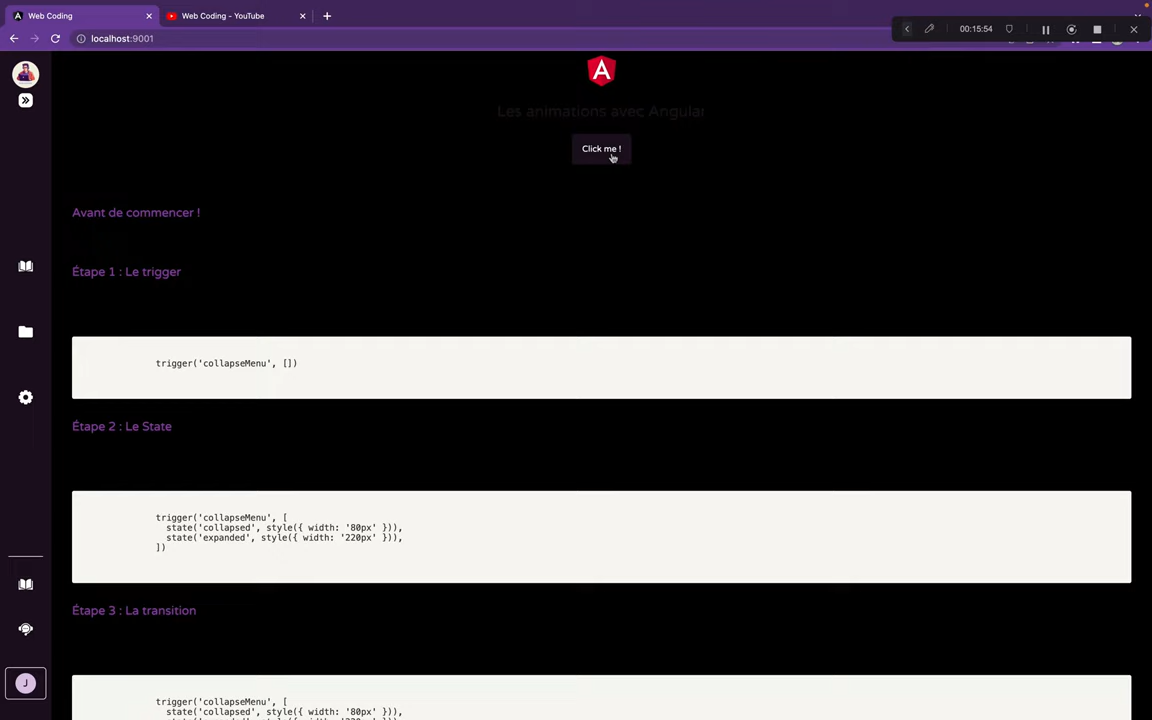 Web Coding
Web Coding - YouTube
localhost:9001
00:15:54
Les animations avec Angular
Click me !
Avant de commencer !
Étape 1 : Le trigger
trigger('collapseMenu', [])
Étape 2 : Le State
trigger('collapseMenu', [
state('collapsed', style({ width: '80px' })),
state('expanded', style({ width: '220px' })),
])
Étape 3 : La transition
trigger('collapseMenu', [
state('collapsed', style({ width: '80px' })),
J